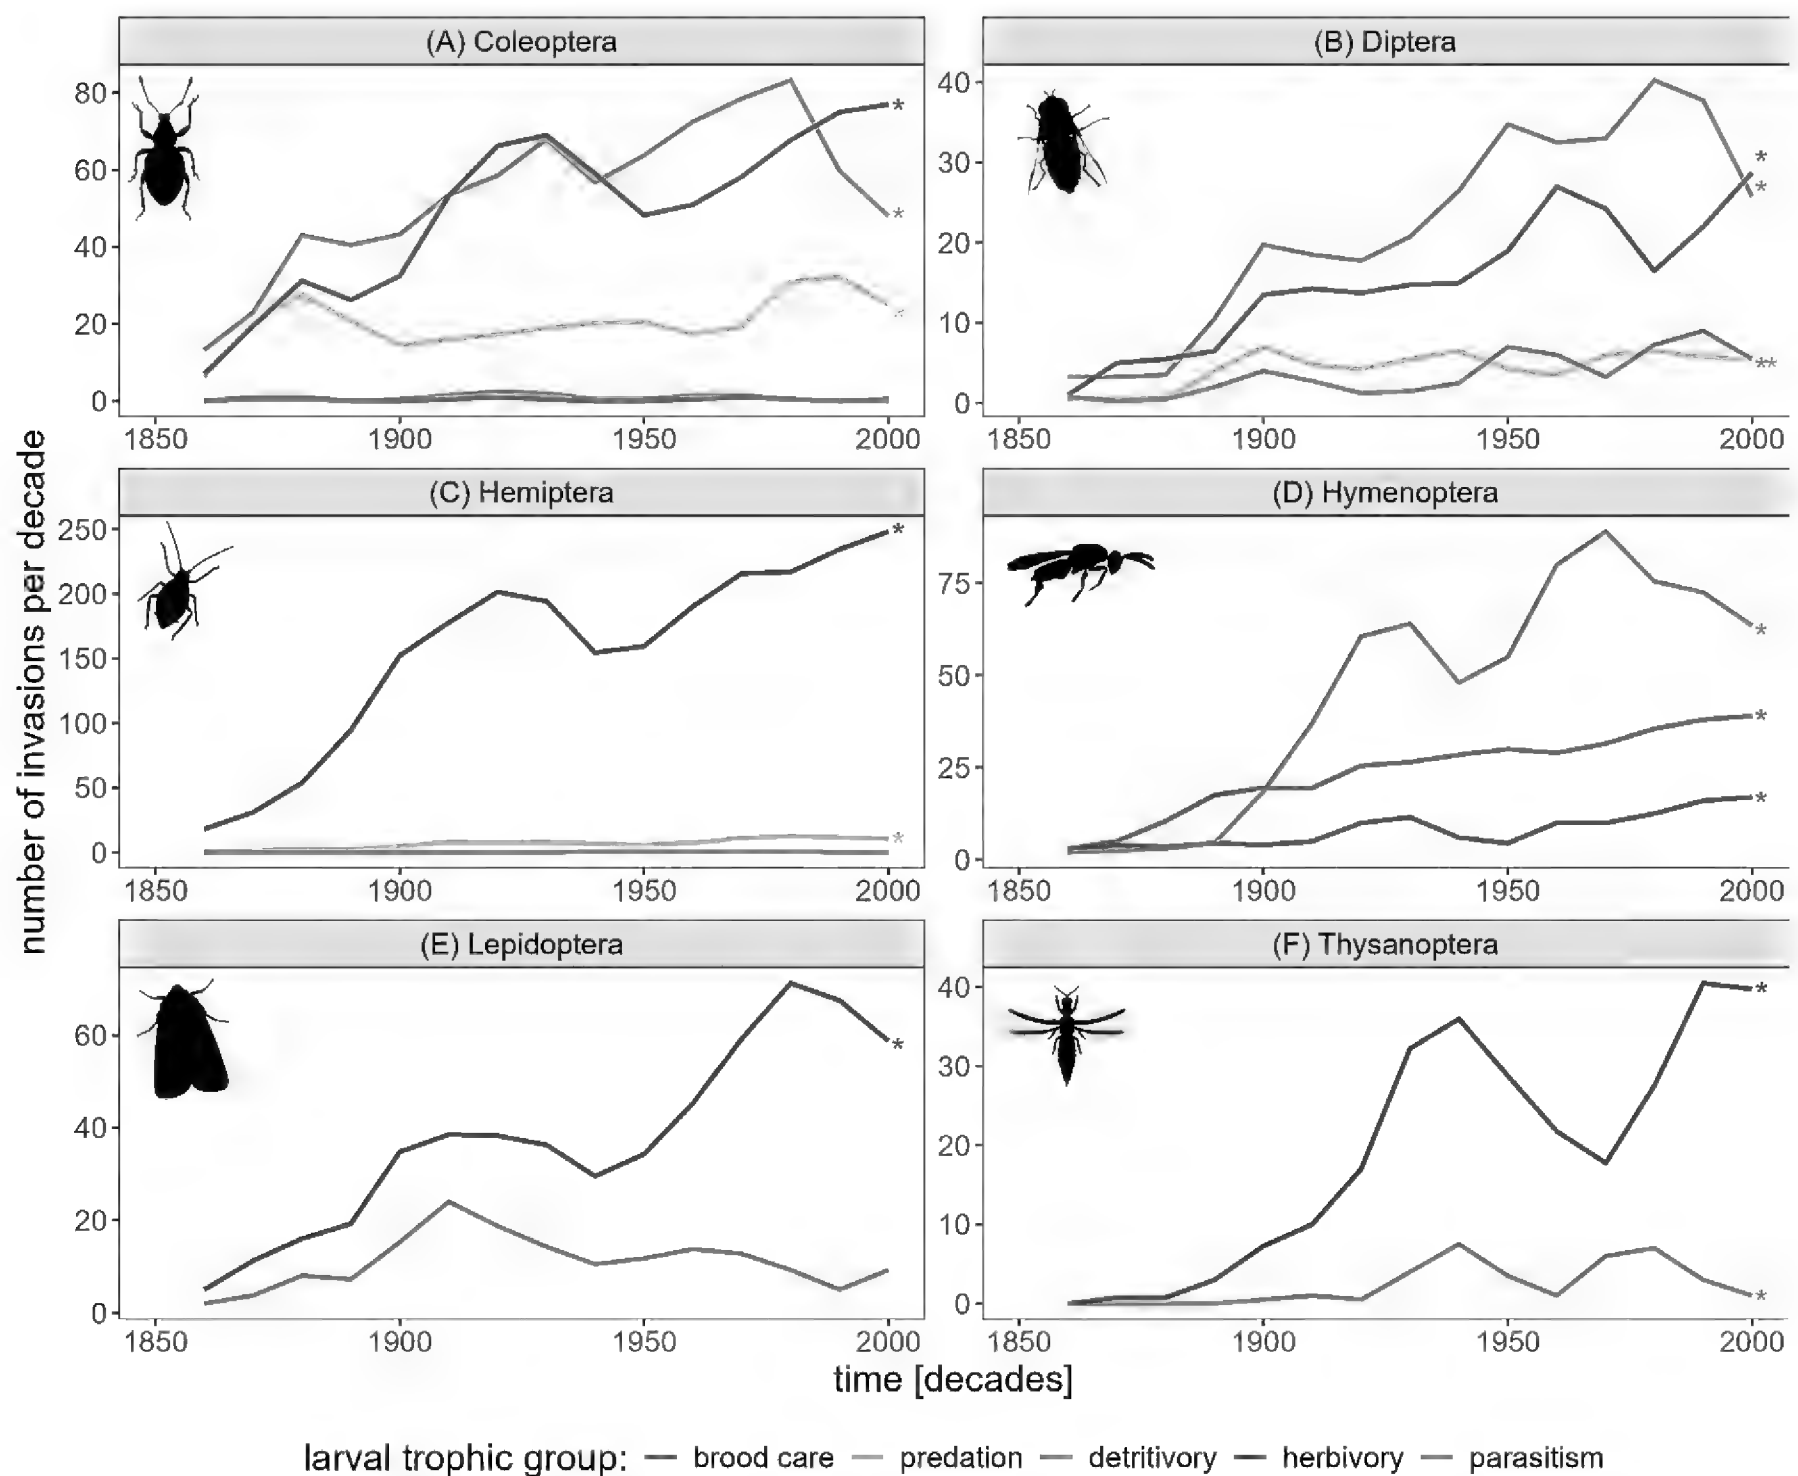 (A) Coleoptera
(B) Diptera
80
60
40
20
0
*
*
*
1850 1900 1950 2000
40
30
20
10
0
*
*
**
1850 1900 1950 2000
(C) Hemiptera
(D) Hymenoptera
250
200
150
100
50
0
*
*
1850 1900 1950 2000
75
50
25
0
*
*
*
1850 1900 1950 2000
(E) Lepidoptera
(F) Thysanoptera
60
40
20
0
*
1850 1900 1950 2000
40
30
20
10
0
*
*
1850 1900 1950 2000
number of invasions per decade
time [decades]
larval trophic group: brood care predation detritivory herbivory parasitism